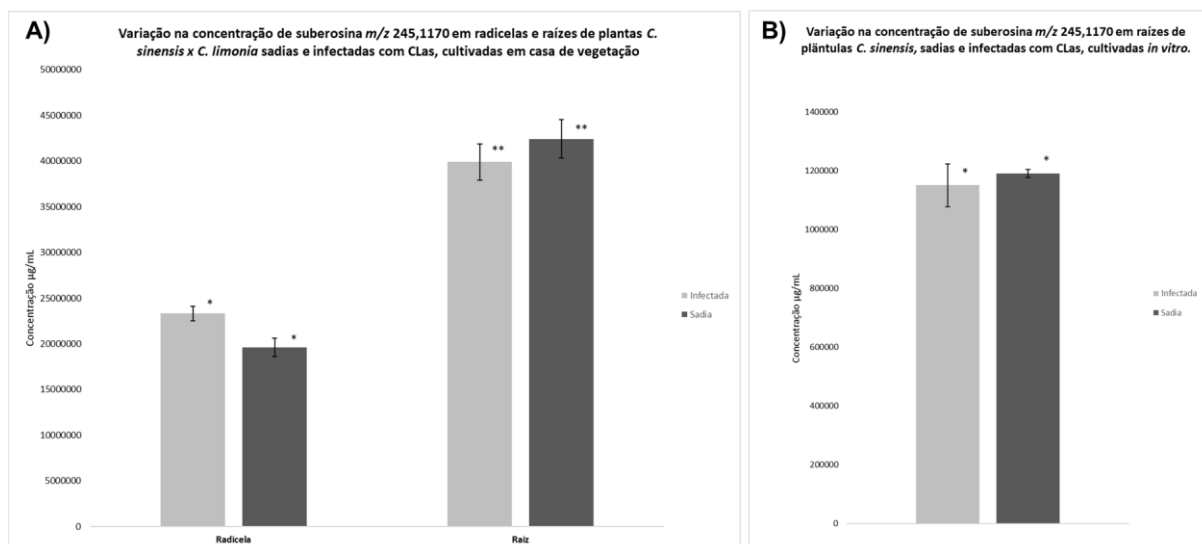 A)
Variação na concentração de suberosina m/z 245,1170 em radicelas e raízes de plantas C.
sinensis x C. limonia sadias e infectadas com CLas, cultivadas em casa de vegetação
50000000
45000000
40000000
35000000
30000000
25000000
20000000
15000000
10000000
5000000
0
Concentração µg/mL
*
*
**
**
Radicela
Raiz
Infectada
Sadia
B)
Variação na concentração de suberosina m/z 245,1170 em raízes de
plântulas C. sinensis, sadias e infectadas com CLas, cultivadas in vitro.
1400000
1200000
1000000
800000
600000
400000
200000
0
Concentração µg/mL
*
*
Infectada
Sadia